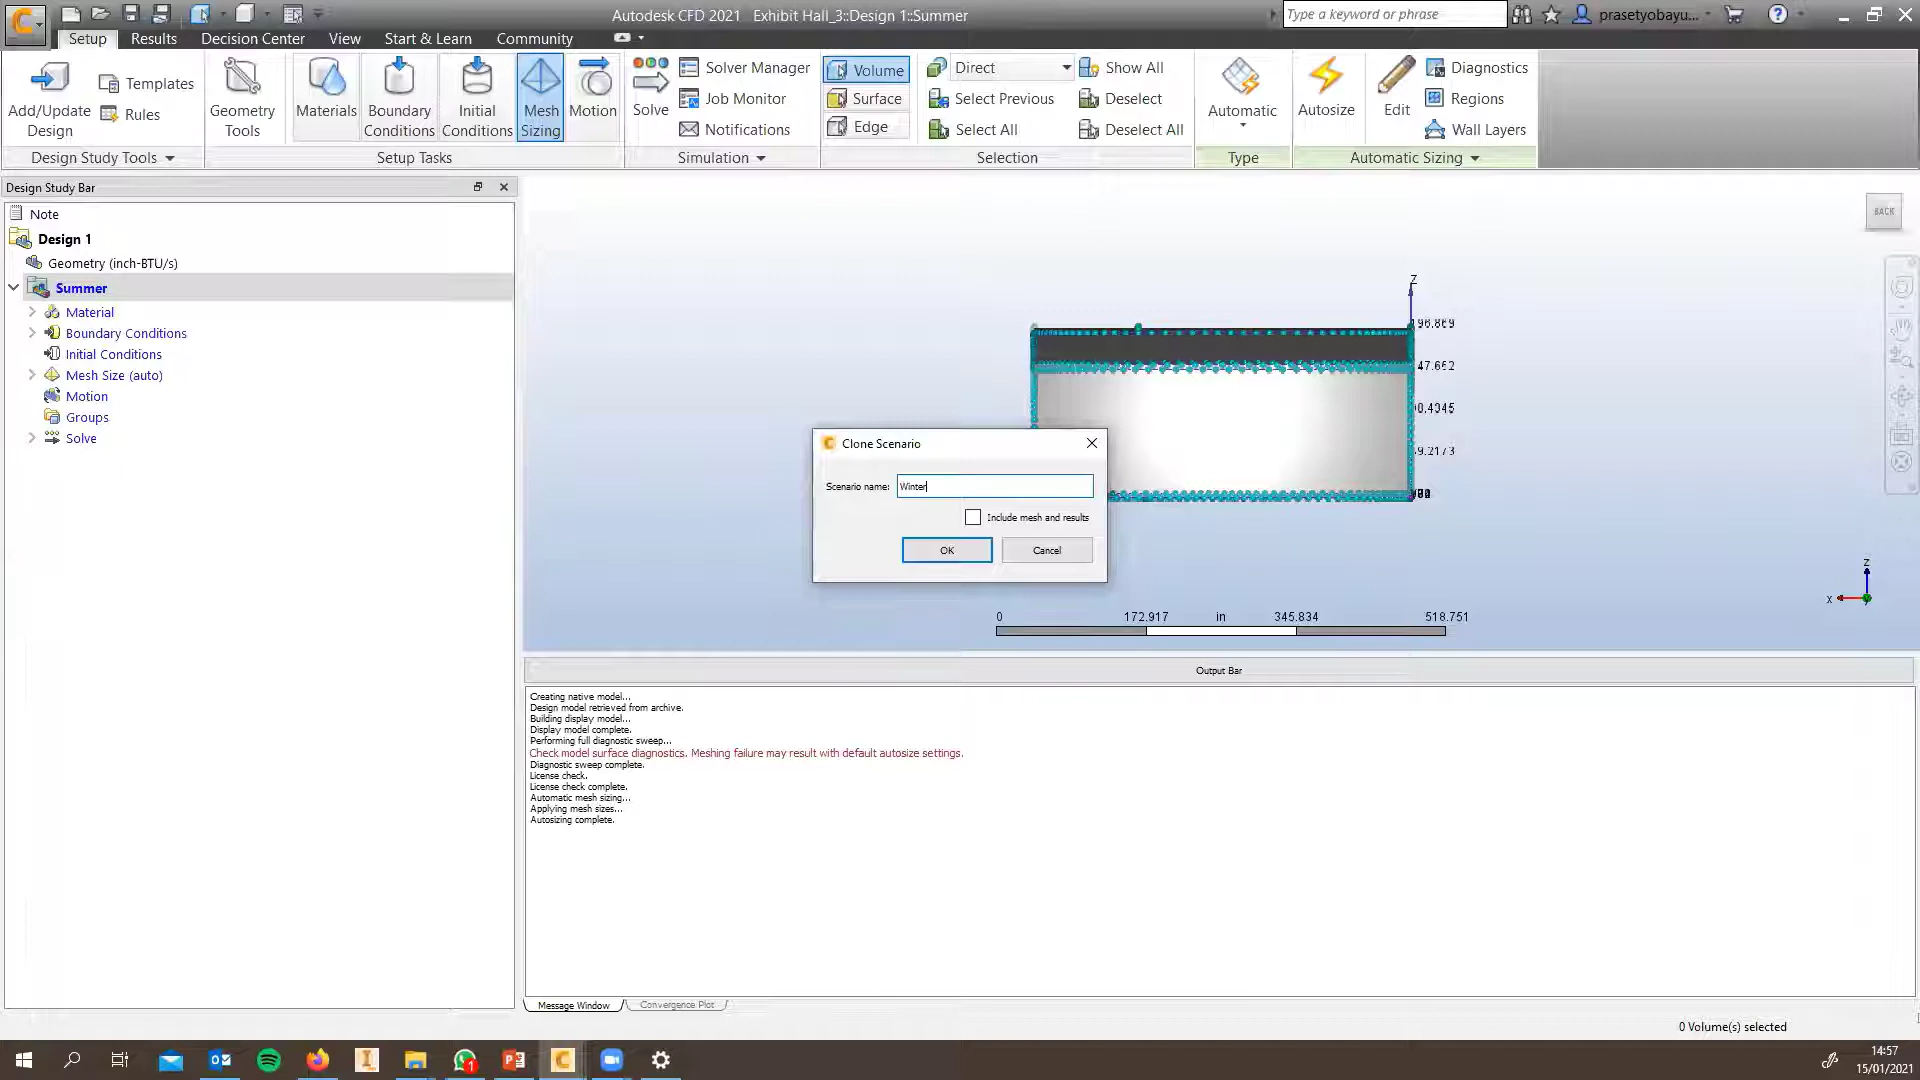 Autodesk CFD 2021 Exhibit Hall_3::Design 1::Summer
Type a keyword or phrase
prasetyobayu...
Setup
Results
Decision Center
View
Start & Learn
Community
Add/Update
Design
Templates
Rules
Design Study Tools
Geometry
Tools
Materials
Boundary
Conditions
Initial
Conditions
Mesh
Sizing
Motion
Setup Tasks
Solve
Solver Manager
Job Monitor
Notifications
Simulation
Volume
Surface
Edge
Direct
Select Previous
Select All
Show All
Deselect
Deselect All
Selection
Automatic
Type
Autosize
Edit
Diagnostics
Regions
Wall Layers
Automatic Sizing
Design Study Bar
Note
Design 1
Geometry (inch-BTU/s)
Summer
Material
Boundary Conditions
Initial Conditions
Mesh Size (auto)
Motion
Groups
Solve
BACK
Z
96.869
47.652
Clone Scenario
Scenario name: Winter
Include mesh and results
OK
Cancel
Z
X
0 172.917 in 345.834 518.751
Output Bar
Creating native model...
Design model retrieved from archive.
Building display model...
Display model complete.
Performing full diagnostic sweep...
Check model surface diagnostics. Meshing failure may result with default autosize settings.
Diagnostic sweep complete.
License check.
License check complete.
Automatic mesh sizing...
Applying mesh sizes...
Autosizing complete.
Message Window
Convergence Plot
0 Volume(s) selected
14:57
15/01/2021